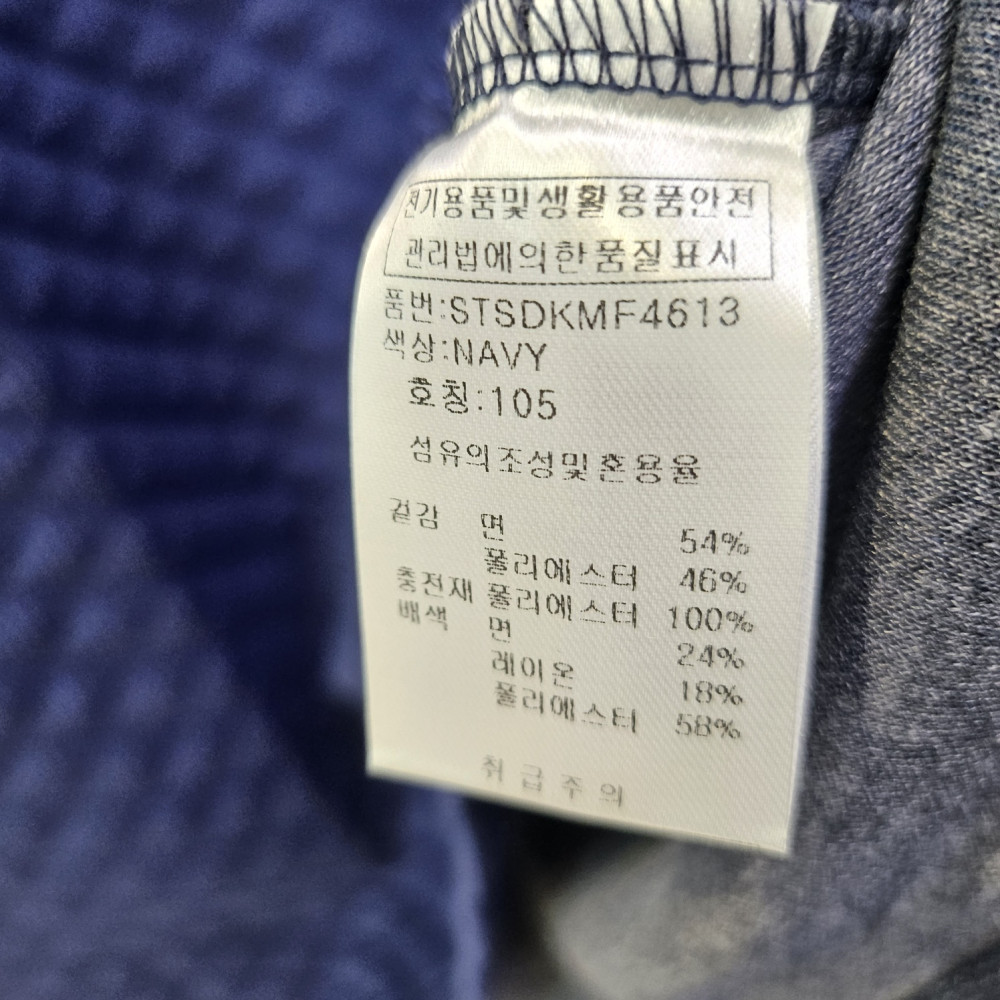 전기용품및생활용품안전
관리법에의한품질표시
품번:STSDKMF4613
색상:NAVY
호칭:105
섬유의조성및혼용율
겉감 면 54%
폴리에스터 46%
충전재 폴리에스터 100%
배색 면 24%
레이온 18%
폴리에스터 58%
취급주의